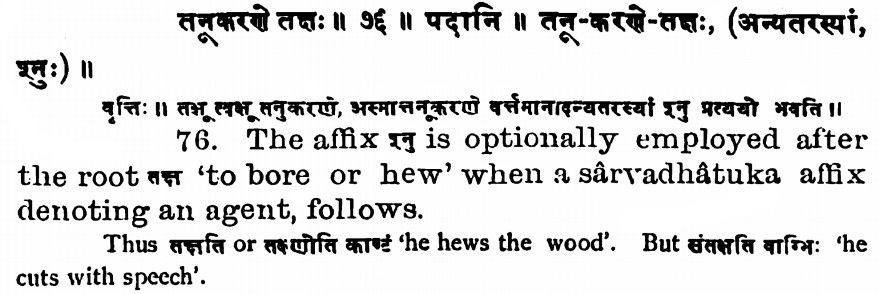 तनूकरणे तक्षः ॥ ७६ ॥ पदानि ॥ तनू-करणे-तक्षः, (अन्यतरस्यां,
श्नुः) ॥
वृत्तिः ॥ तक्षू त्वक्षू तनुकरणे, अस्मात्तनूकरणे वर्त्तमानादन्यतरस्यां श्नु प्रत्ययो भवति ॥
76. The affix श्नु is optionally employed after
the root तक्ष 'to bore or hew' when a sârvadhâtuka affix
denoting an agent, follows.
Thus तक्षति or तक्ष्णोति काष्ठं 'he hews the wood'. But संतक्षति वाग्भिः 'he
cuts with speech'.